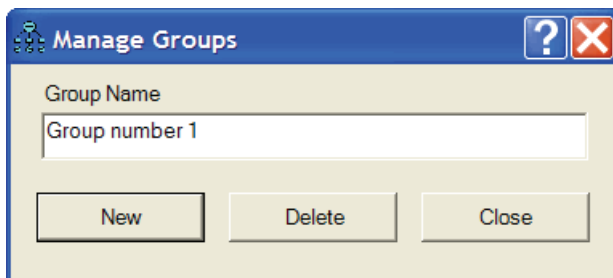 Manage Groups
Group Name
Group number 1
New Delete Close